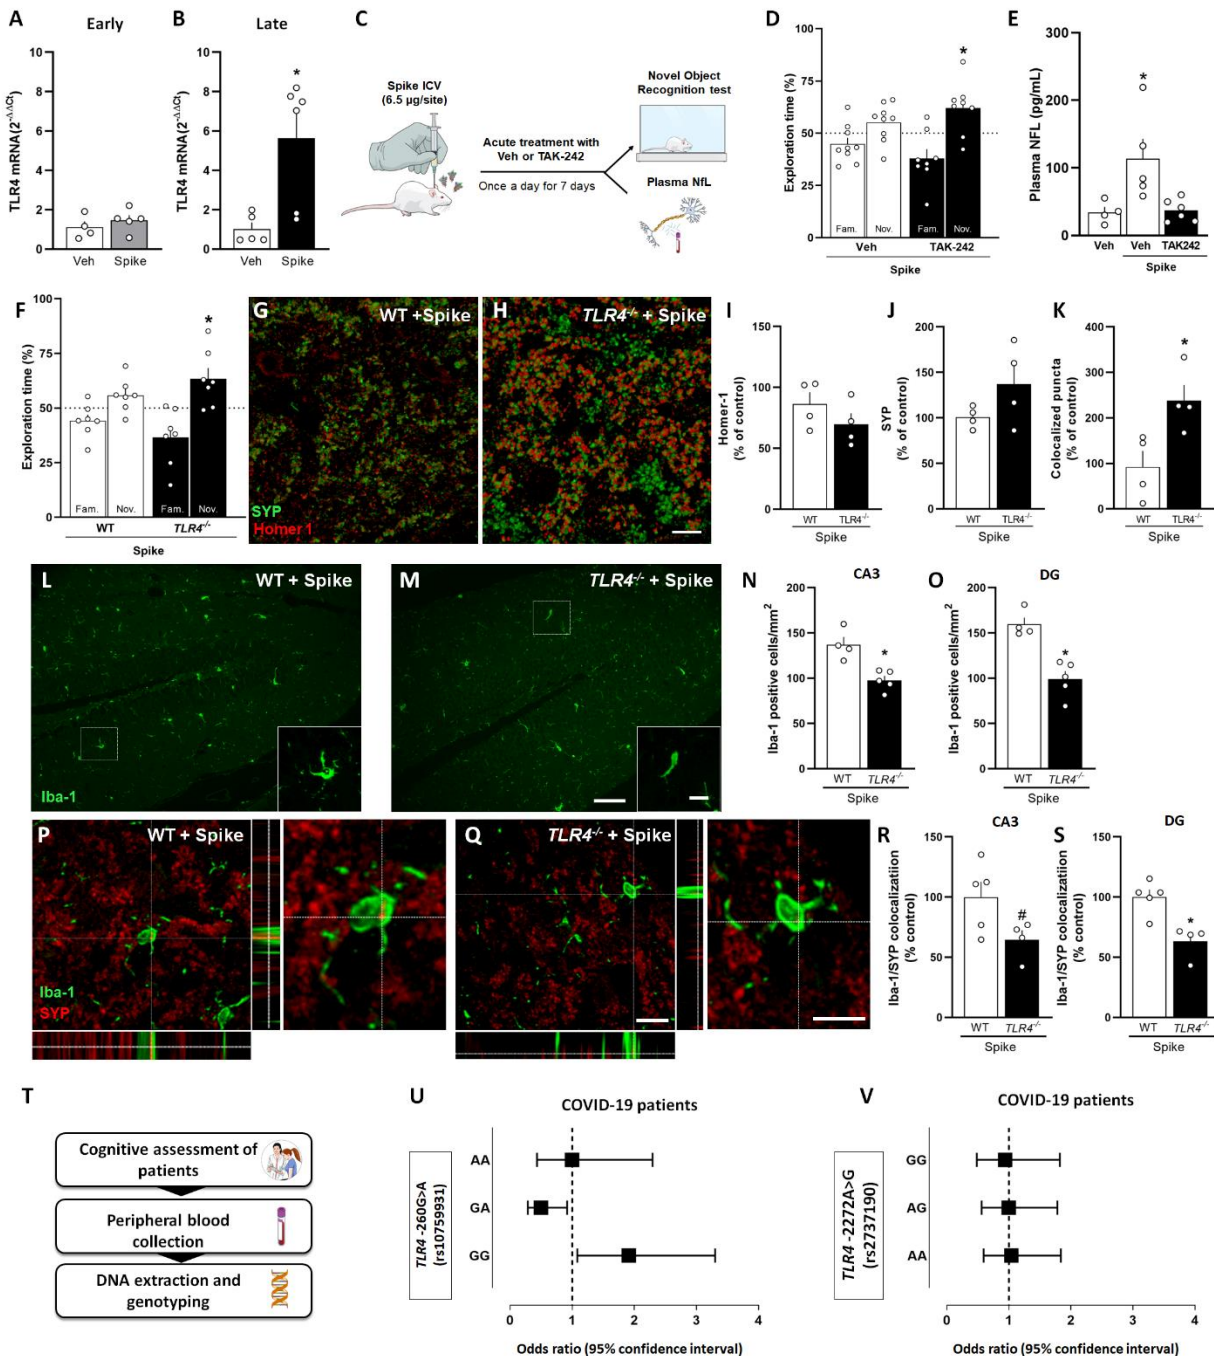 A
Early
TLR4 mRNA(2^-ΔΔCt)
10
8
6
4
2
0
Veh
Spike
B
Late
TLR4 mRNA(2^-ΔΔCt)
10
8
6
4
2
0
*
Veh
Spike
C
Spike ICV
(6.5 µg/site)
Acute treatment with
Veh or TAK-242
Once a day for 7 days
Novel Object
Recognition test
Plasma NfL
D
Exploration time (%)
100
75
50
25
0
*
Fam.
Nov.
Fam.
Nov.
Veh
TAK-242
Spike
E
Plasma NFL (pg/mL)
300
200
100
0
*
Veh
Veh
TAK242
Spike
F
Exploration time (%)
100
75
50
25
0
*
Fam.
Nov.
Fam.
Nov.
WT
TLR4-/-
Spike
G
WT +Spike
SYP
Homer 1
H
TLR4-/- + Spike
I
Homer-1
(% of control)
150
100
50
0
WT
TLR4-/-
Spike
J
SYP
(% of control)
200
150
100
50
0
WT
TLR4-/-
Spike
K
Colocalized puncta
(% of control)
400
300
200
100
0
*
WT
TLR4-/-
Spike
L
WT + Spike
Iba-1
M
TLR4-/- + Spike
N
CA3
Iba-1 positive cells/mm²
200
150
100
50
0
*
WT
TLR4-/-
Spike
O
DG
Iba-1 positive cells/mm²
200
150
100
50
0
*
WT
TLR4-/-
Spike
P
WT + Spike
Iba-1
SYP
Q
TLR4-/- + Spike
R
CA3
Iba-1/SYP colocalizatiion
(% control)
150
100
50
0
#
WT
TLR4-/-
Spike
S
DG
Iba-1/SYP colocalizatiion
(% control)
150
100
50
0
*
WT
TLR4-/-
Spike
T
Cognitive assessment of
patients
Peripheral blood
collection
DNA extraction and
genotyping
U
COVID-19 patients
TLR4 -260G>A
(rs10759931)
AA
GA
GG
0
1
2
3
4
Odds ratio (95% confidence interval)
V
COVID-19 patients
TLR4 -2272A>G
(rs2737190)
GG
AG
AA
0
1
2
3
4
Odds ratio (95% confidence interval)